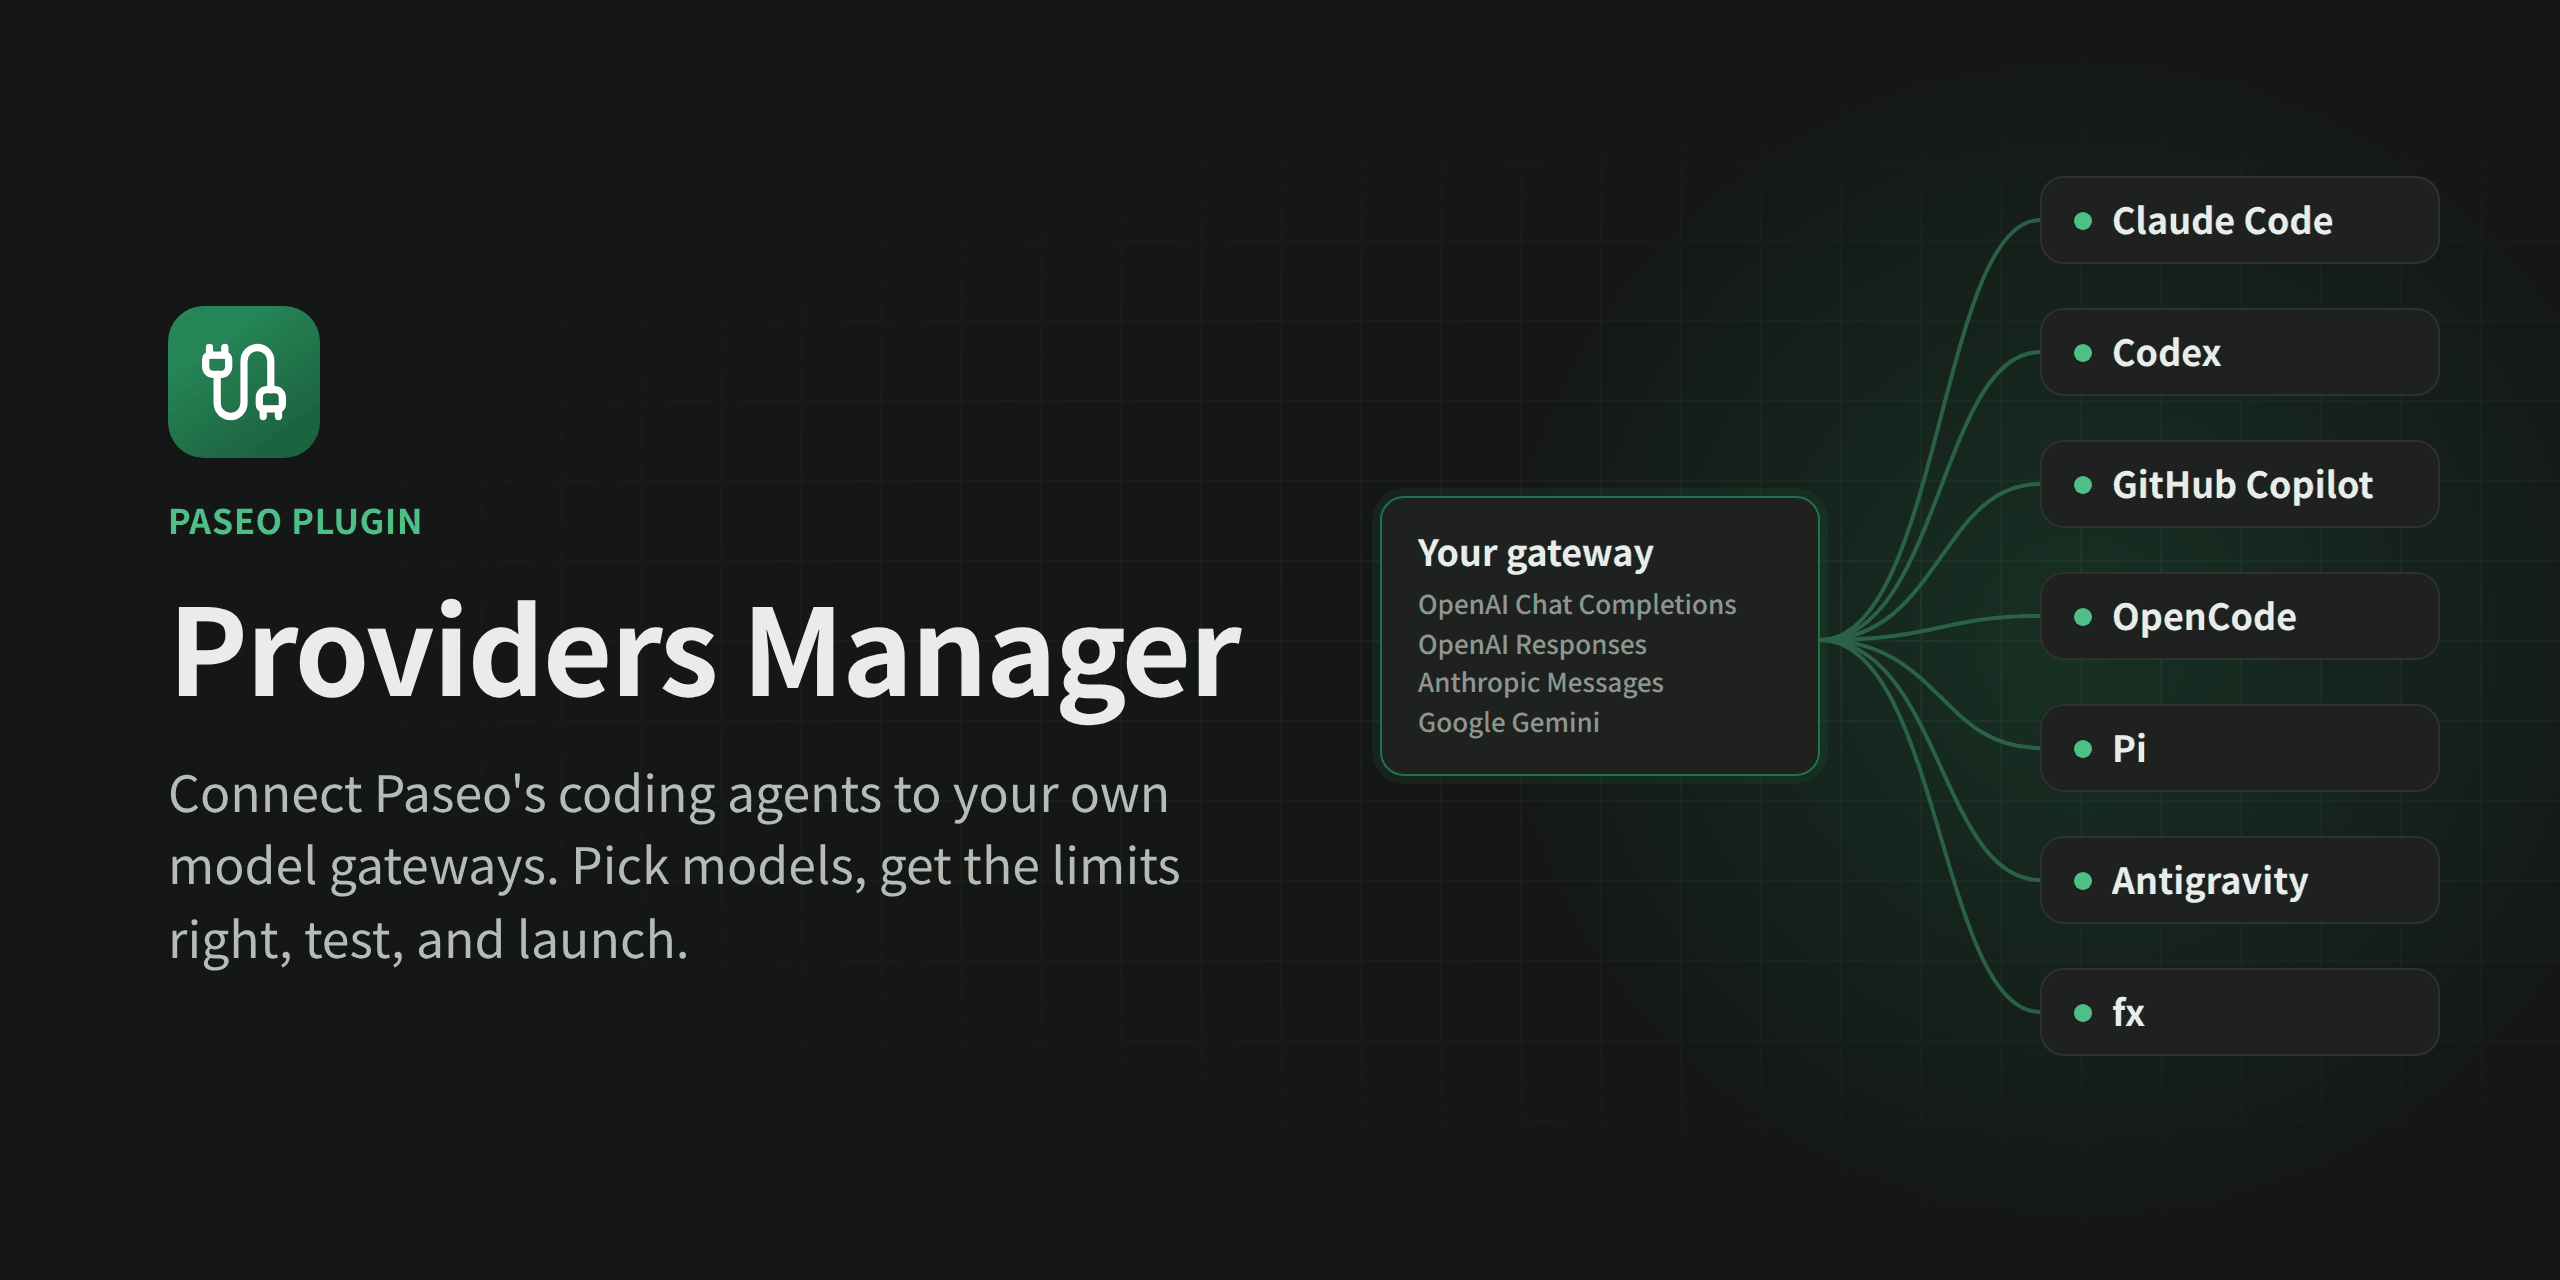 PASEO PLUGIN
Providers Manager
Connect Paseo's coding agents to your own
model gateways. Pick models, get the limits
right, test, and launch.
Your gateway
OpenAI Chat Completions
OpenAI Responses
Anthropic Messages
Google Gemini
Claude Code
Codex
GitHub Copilot
OpenCode
Pi
Antigravity
fx